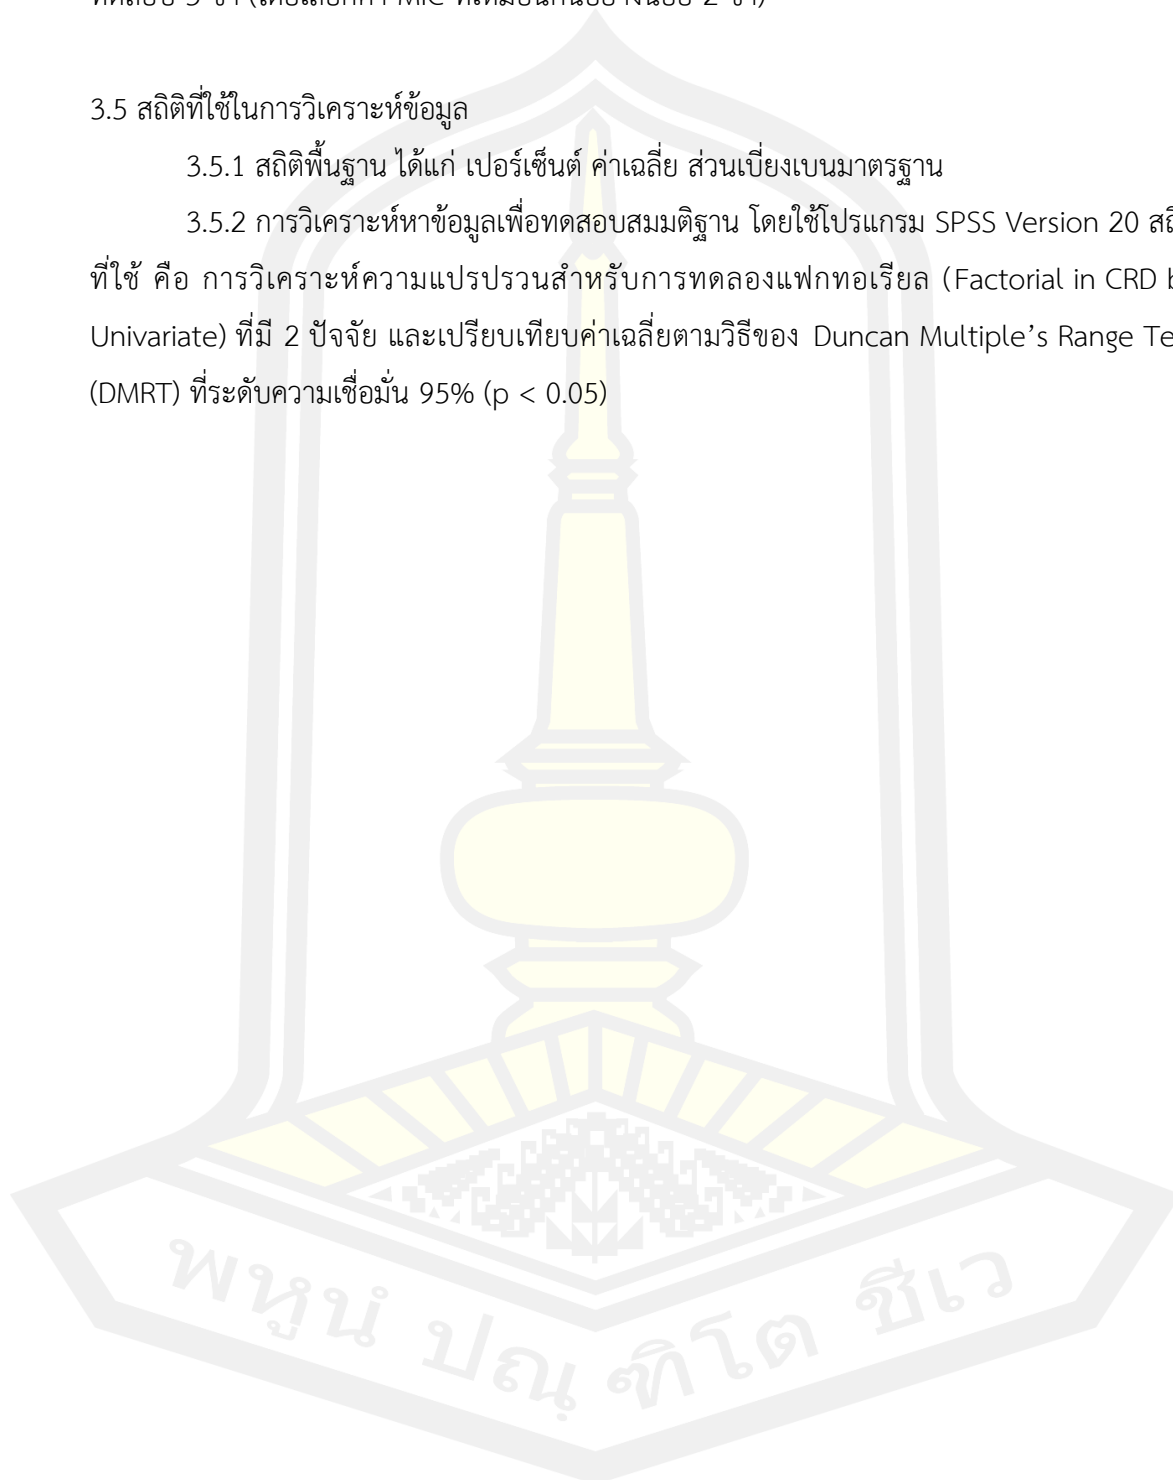 3.5 สถิติที่ใช้ในการวิเคราะห์ข้อมูล
3.5.1 สถิติพื้นฐาน ได้แก่ เปอร์เซ็นต์ ค่าเฉลี่ย ส่วนเบี่ยงเบนมาตรฐาน
3.5.2 การวิเคราะห์หาข้อมูลเพื่อทดสอบสมมติฐาน โดยใช้โปรแกรม SPSS Version 20
ที่ใช้ คือ การวิเคราะห์ความแปรปรวนสำหรับการทดลองแฟกทอเรียล (Factorial in CRD
Univariate) ที่มี 2 ปัจจัย และเปรียบเทียบค่าเฉลี่ยตามวิธีของ Duncan Multiple’s Range
(DMRT) ที่ระดับความเชื่อมั่น 95% (p < 0.05)
พหูนํ ปณฺฑิโต ชีเว